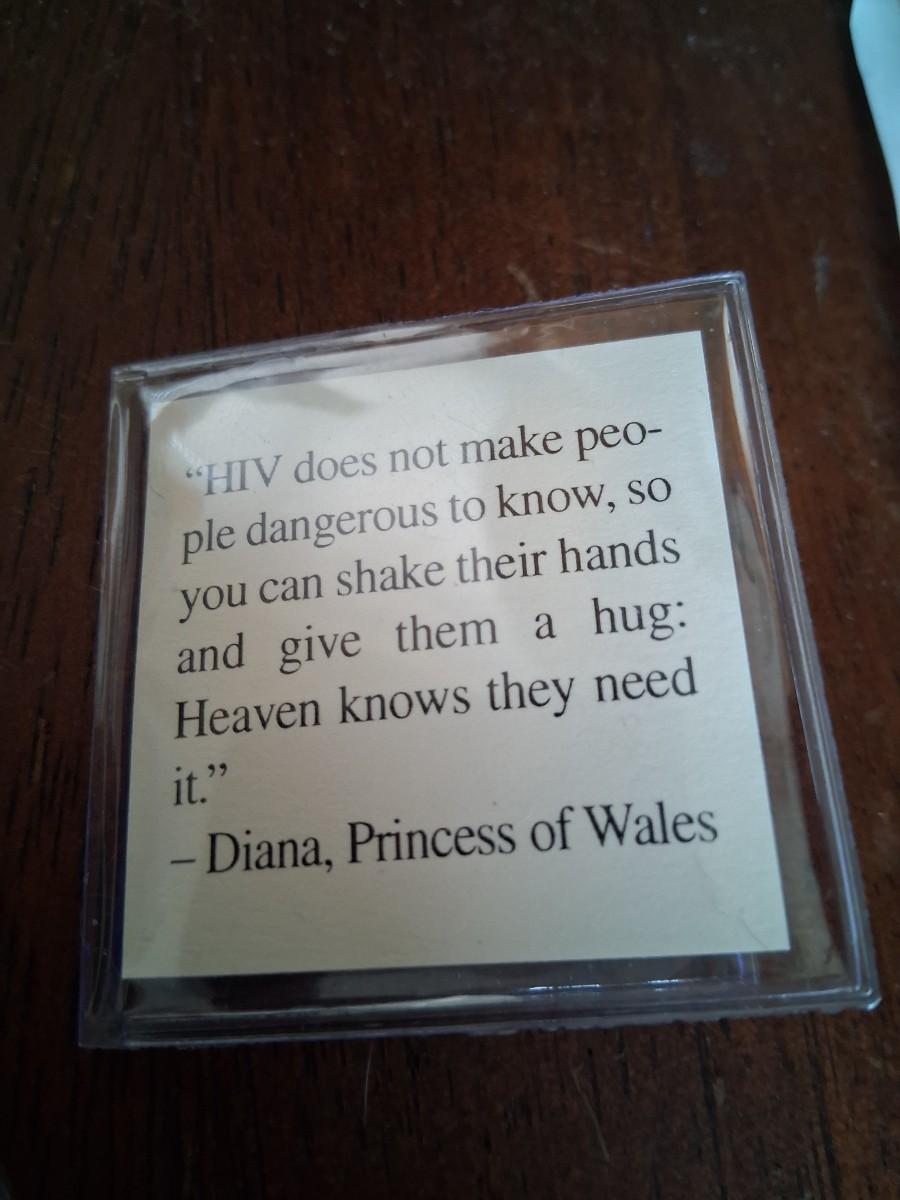 “HIV does not make peo-
ple dangerous to know, so
you can shake their hands
and give them a hug:
Heaven knows they need
it.”
– Diana, Princess of Wales